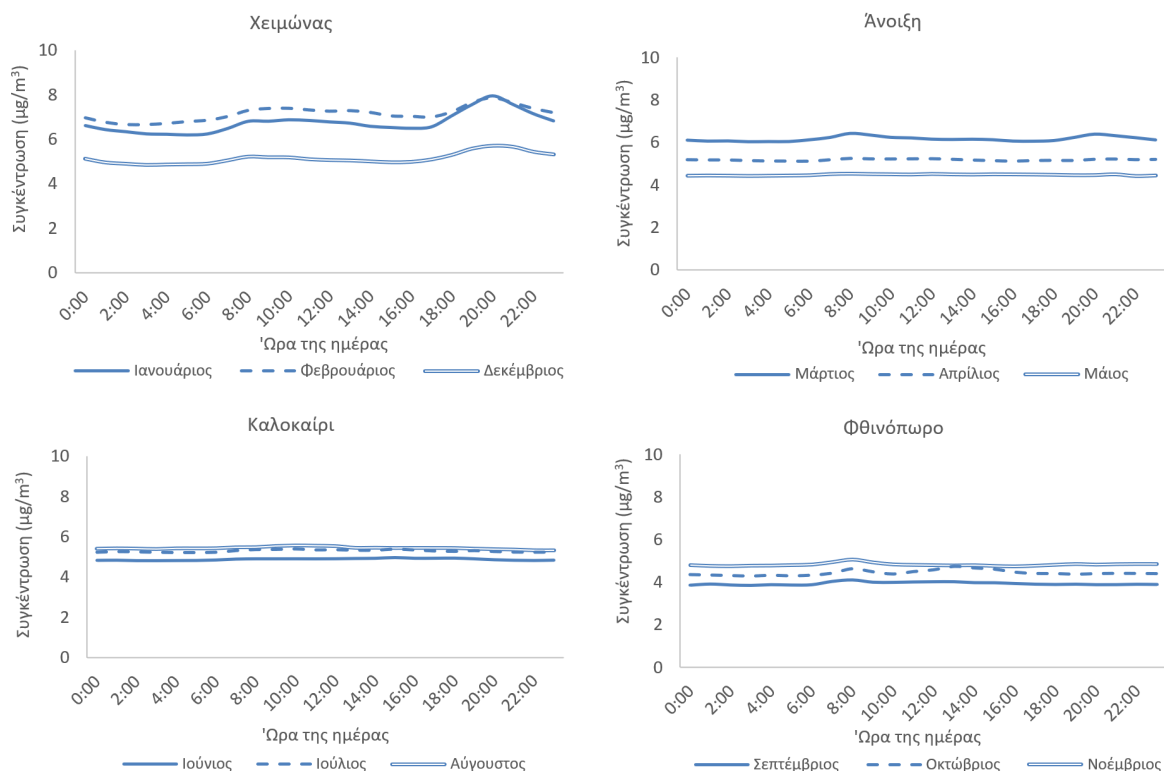 Χειμώνας
Συγκέντρωση (μg/m³)
10
8
6
4
2
0
0:00 2:00 4:00 6:00 8:00 10:00 12:00 14:00 16:00 18:00 20:00 22:00
'Ωρα της ημέρας
Ιανουάριος Φεβρουάριος Δεκέμβριος
Άνοιξη
Συγκέντρωση (μg/m³)
10
8
6
4
2
0
0:00 2:00 4:00 6:00 8:00 10:00 12:00 14:00 16:00 18:00 20:00 22:00
'Ωρα της ημέρας
Μάρτιος Απρίλιος Μάιος
Καλοκαίρι
Συγκέντρωση (μg/m³)
10
8
6
4
2
0
0:00 2:00 4:00 6:00 8:00 10:00 12:00 14:00 16:00 18:00 20:00 22:00
'Ωρα της ημέρας
Ιούνιος Ιούλιος Αύγουστος
Φθινόπωρο
Συγκέντρωση (μg/m³)
10
8
6
4
2
0
0:00 2:00 4:00 6:00 8:00 10:00 12:00 14:00 16:00 18:00 20:00 22:00
'Ωρα της ημέρας
Σεπτέμβριος Οκτώβριος Νοέμβριος